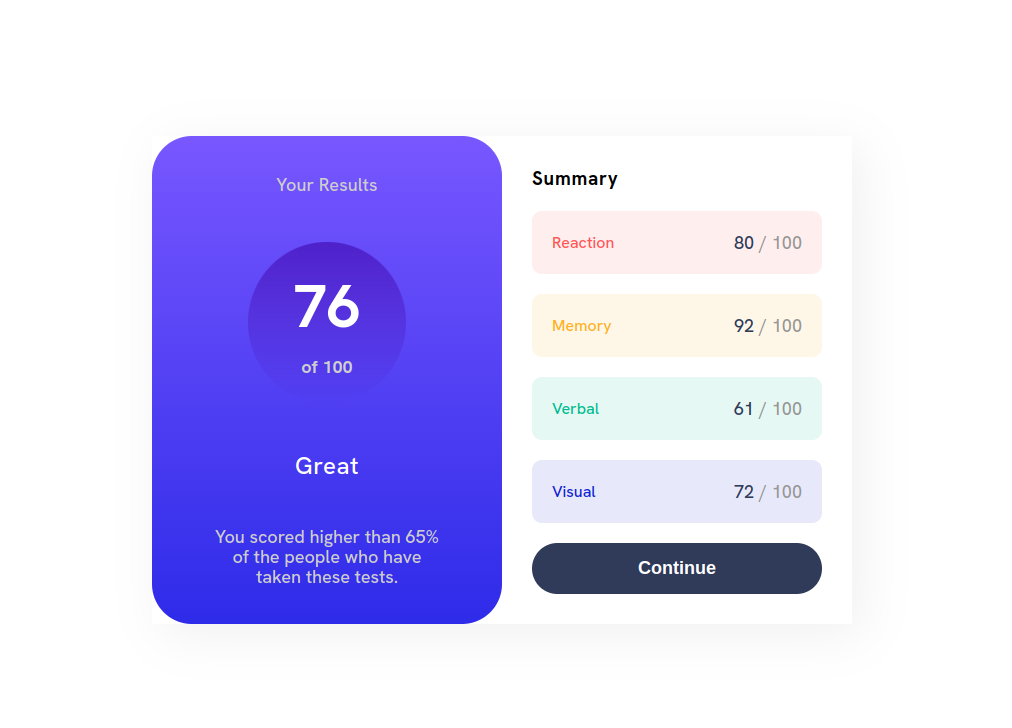 Your Results
76
of 100
Great
You scored higher than 65%
of the people who have
taken these tests.
Summary
Reaction 80 / 100
Memory 92 / 100
Verbal 61 / 100
Visual 72 / 100
Continue